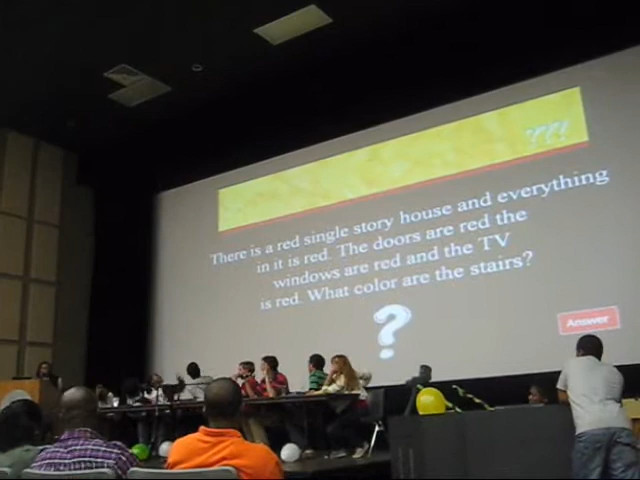 ???
There is a red single story house and everything
in it is red. The doors are red the
windows are red and the TV
is red. What color are the stairs?
?
Answer